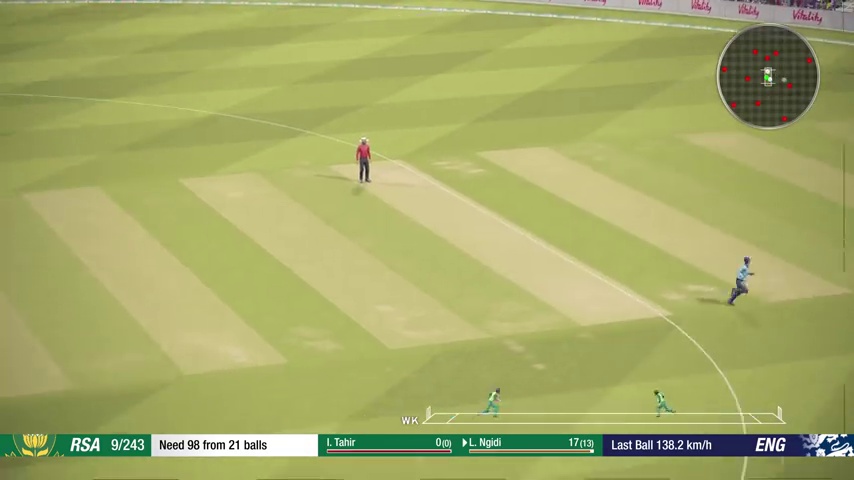 Vitality
Vitality
Vitality
WK
RSA 9/243 Need 98 from 21 balls I. Tahir 0(0) L. Ngidi 17(13) Last Ball 138.2 km/h ENG